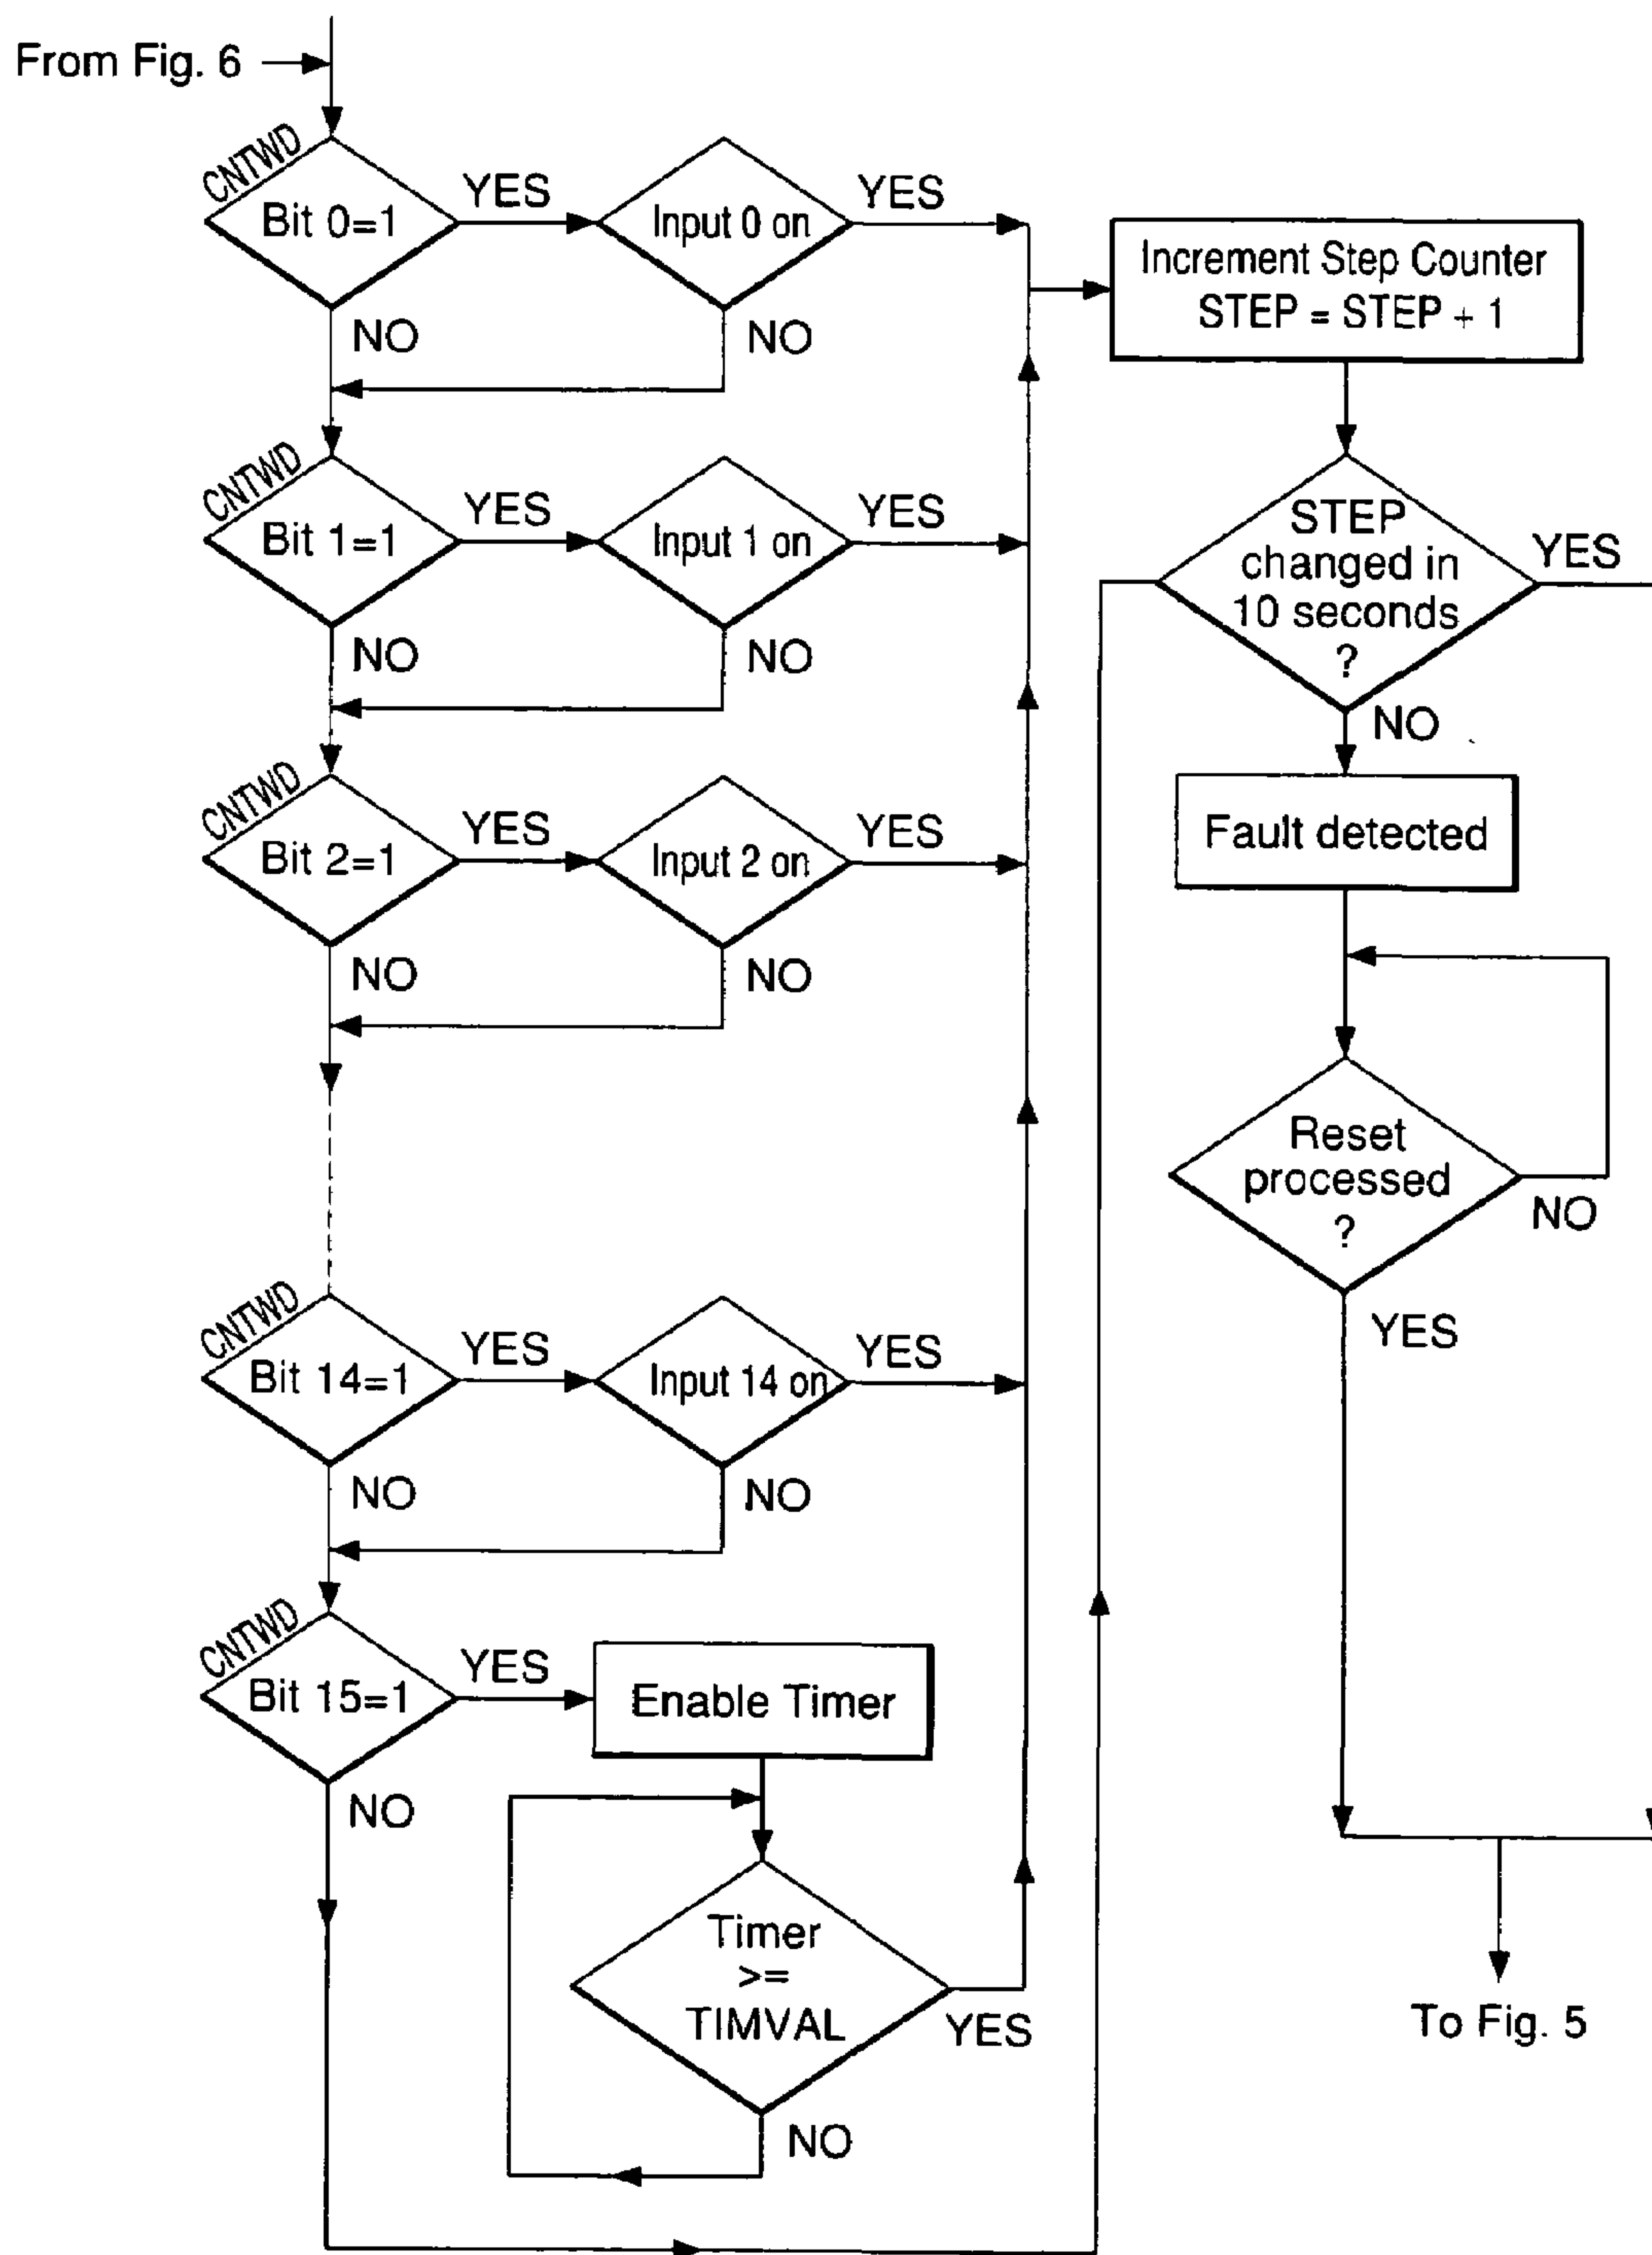 From Fig. 6
CNTWD
Bit 0=1
YES
Input 0 on
YES
NO
NO
Increment Step Counter
STEP = STEP + 1
CNTWD
Bit 1=1
YES
Input 1 on
YES
NO
NO
STEP
changed in
10 seconds
?
YES
NO
CNTWD
Bit 2=1
YES
Input 2 on
YES
NO
NO
Fault detected
Reset
processed
?
NO
YES
CNTWD
Bit 14=1
YES
Input 14 on
YES
NO
NO
CNTWD
Bit 15=1
YES
Enable Timer
NO
Timer
>=
TIMVAL
YES
NO
To Fig. 5